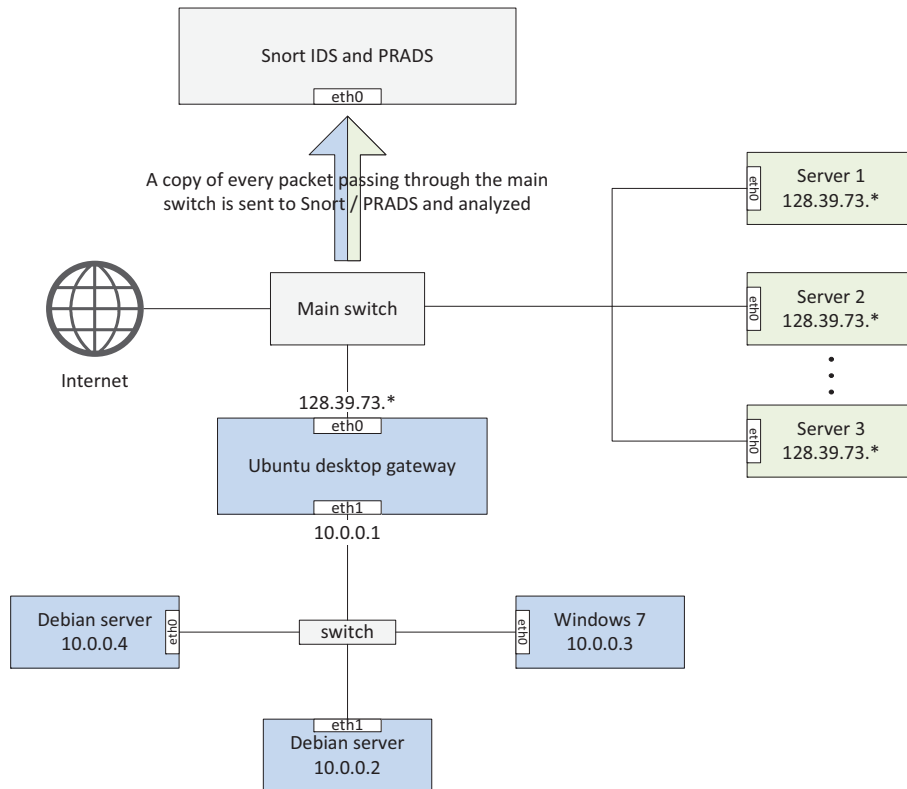 Snort IDS and PRADS
eth0
A copy of every packet passing through the main
switch is sent to Snort / PRADS and analyzed
Server 1
128.39.73.*
eth0
Main switch
Server 2
128.39.73.*
eth0
Internet
128.39.73.*
eth0
Ubuntu desktop gateway
eth1
10.0.0.1
Server 3
128.39.73.*
eth0
Debian server
10.0.0.4
eth0
switch
Windows 7
10.0.0.3
eth0
eth1
Debian server
10.0.0.2